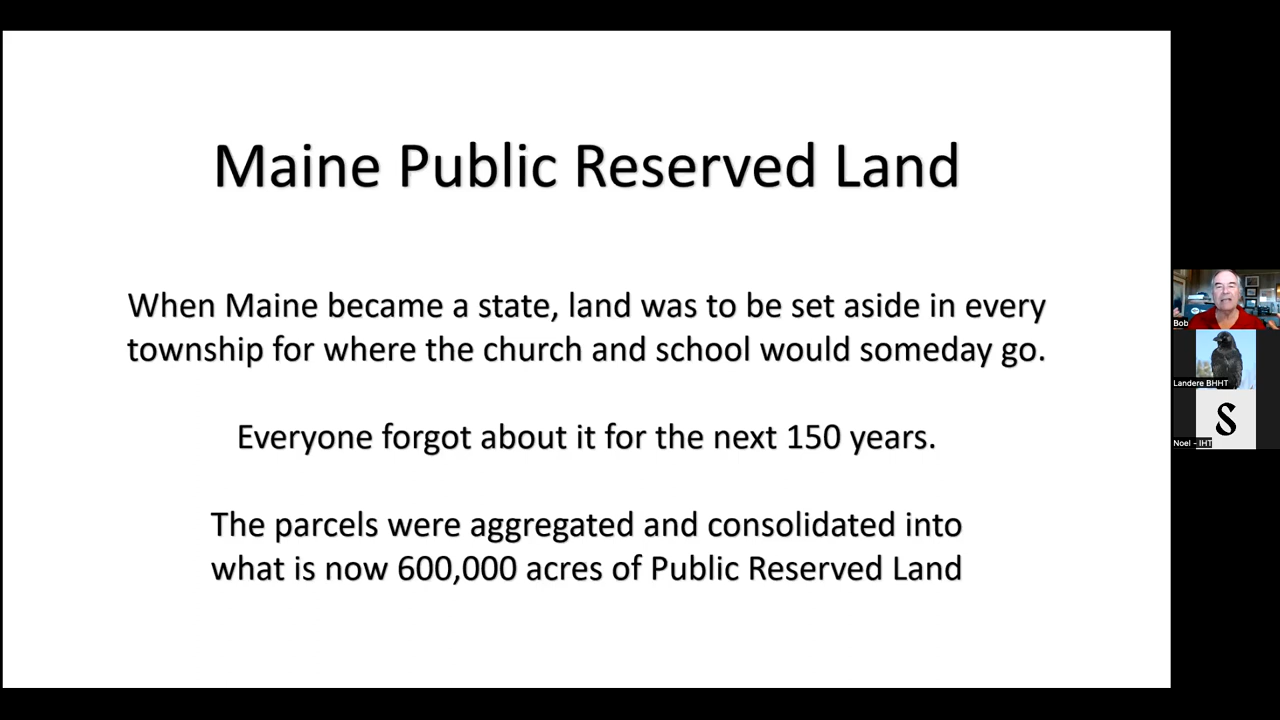 Maine Public Reserved Land
When Maine became a state, land was to be set aside in every
township for where the church and school would someday go.
Everyone forgot about it for the next 150 years.
The parcels were aggregated and consolidated into
what is now 600,000 acres of Public Reserved Land
Bob
Landere BHHT
S
Noel - IHT